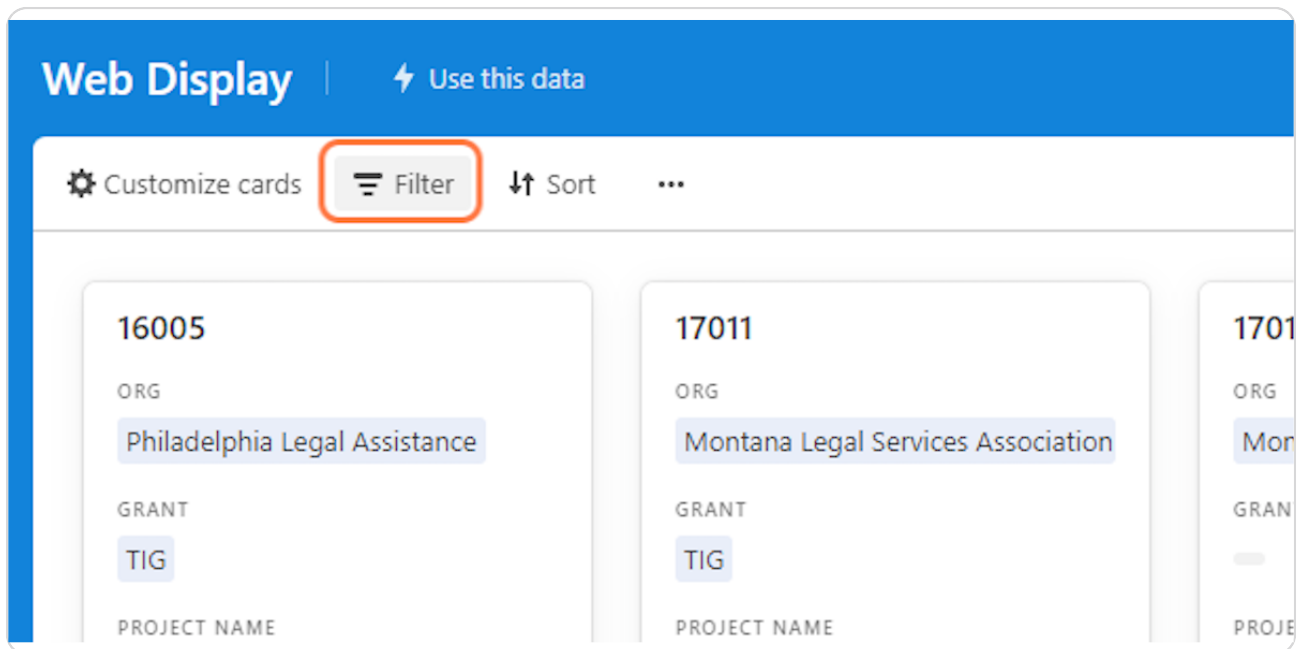 Web Display
Use this data
Customize cards
Filter
Sort
16005
ORG
Philadelphia Legal Assistance
GRANT
TIG
PROJECT NAME
17011
ORG
Montana Legal Services Association
GRANT
TIG
PROJECT NAME
ORG